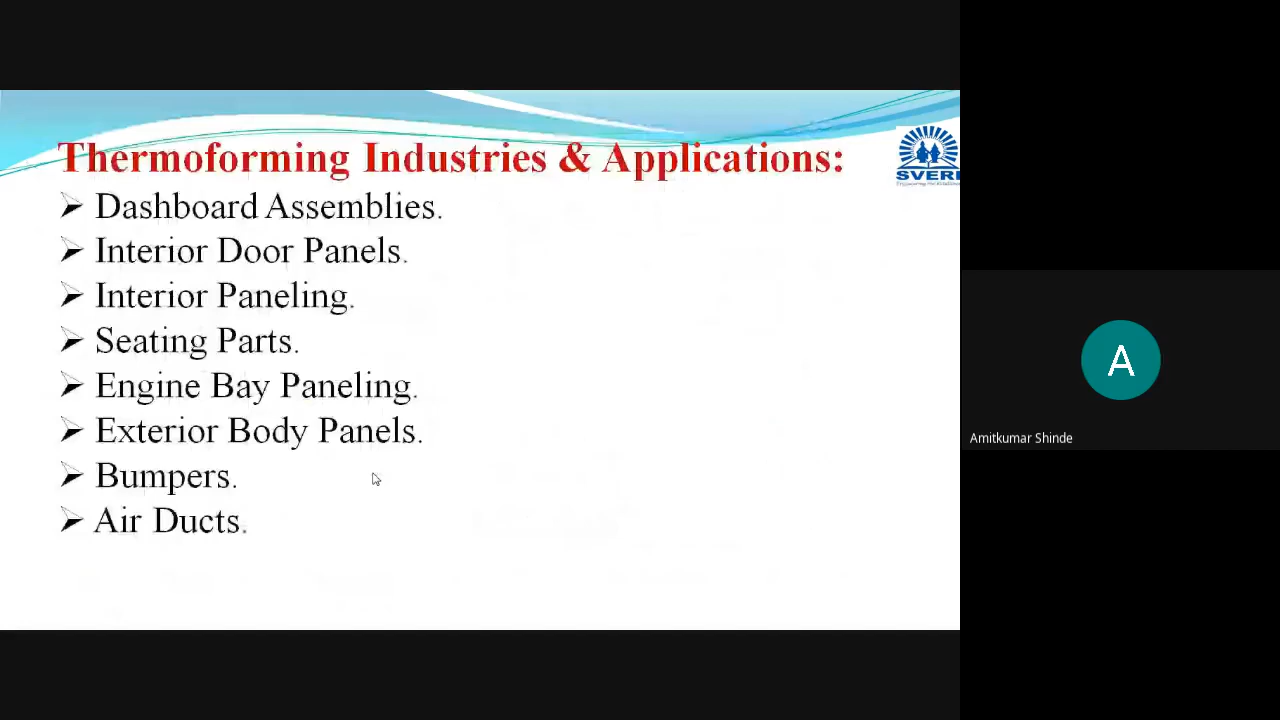 Thermoforming Industries & Applications:
SVERI
➢ Dashboard Assemblies.
➢ Interior Door Panels.
➢ Interior Paneling.
➢ Seating Parts.
➢ Engine Bay Paneling.
➢ Exterior Body Panels.
➢ Bumpers.
➢ Air Ducts.
A
Amitkumar Shinde